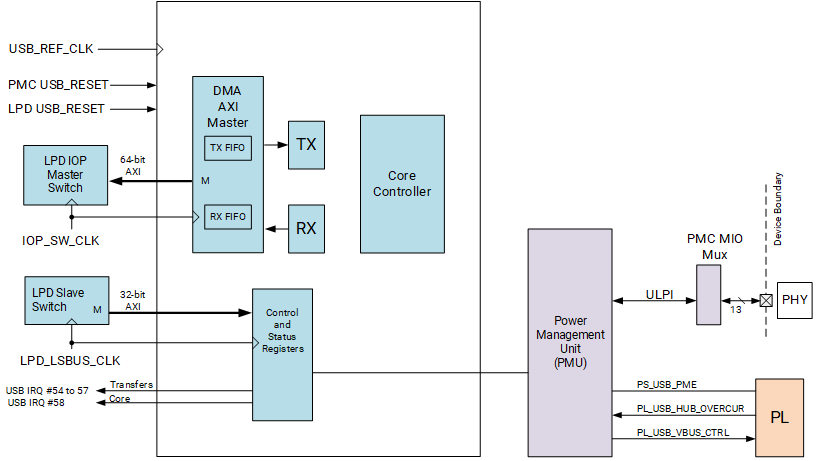 USB_REF_CLK
PMC USB_RESET
LPD USB_RESET
DMA
AXI
Master
TX FIFO
M
RX FIFO
TX
RX
Core
Controller
LPD IOP
Master
Switch
64-bit
AXI
IOP_SW_CLK
LPD Slave
Switch
M
32-bit
AXI
LPD_LSBUS_CLK
Control
and
Status
Registers
USB IRQ #54 to 57
Transfers
USB IRQ #58
Core
Power
Management
Unit
(PMU)
ULPI
PMC MIO
Mux
13
Device Boundary
PHY
PS_USB_PME
PL_USB_HUB_OVERCUR
PL_USB_VBUS_CTRL
PL